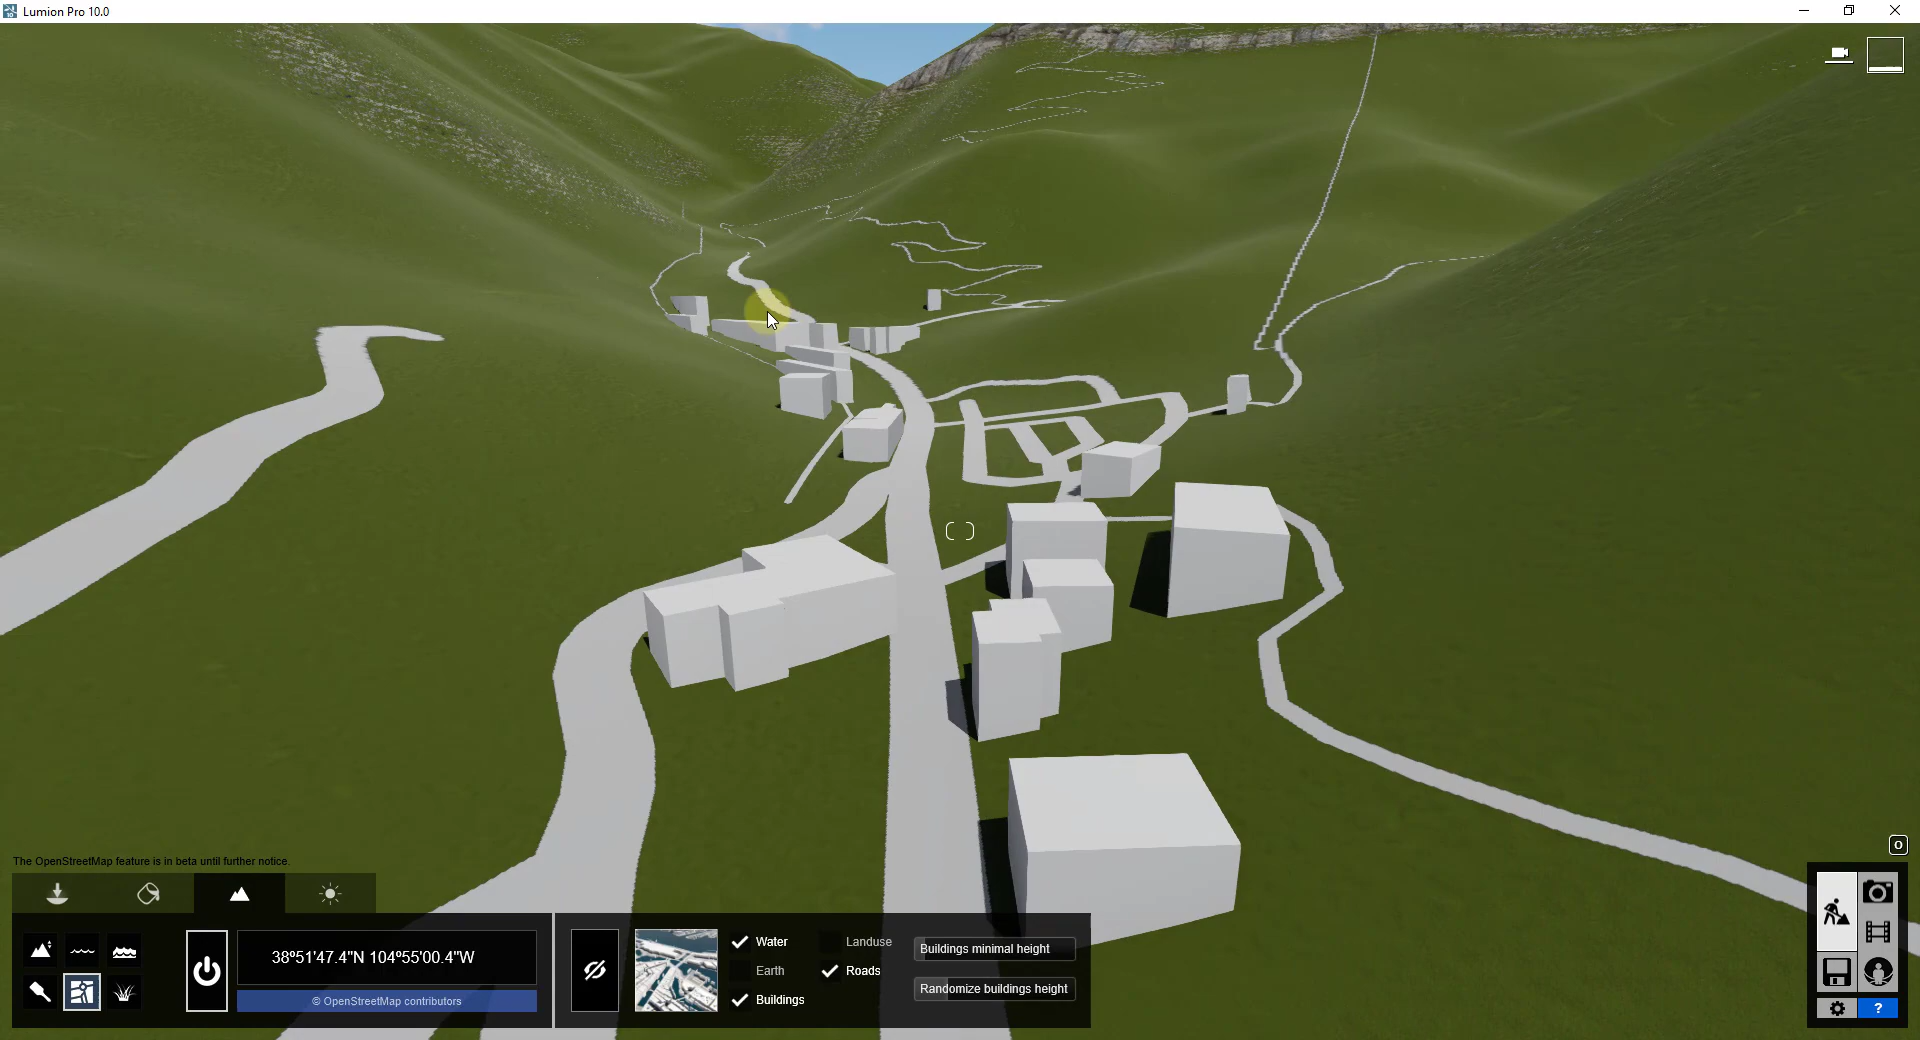 Lumion Pro 10.0
The OpenStreetMap feature is in beta until further notice.
38º51'47.4"N 104º55'00.4"W
© OpenStreetMap contributors
Water
Landuse
Earth
Roads
Buildings
Buildings minimal height
Randomize buildings height
O
?